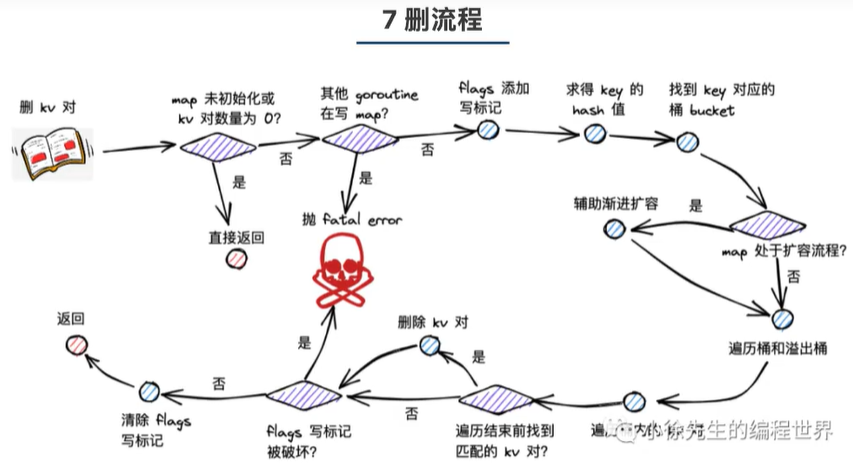 7 删流程
删 kv 对
map 未初始化或
kv 对数量为 0?
其他 goroutine
在写 map?
flags 添加
写标记
求得 key 的
hash 值
找到 key 对应的
桶 bucket
否
否
是
是
直接返回
抛 fatal error
辅助渐进扩容
是
map 处于扩容流程?
否
遍历桶和溢出桶
返回
删除 kv 对
是
是
否
否
清除 flags
写标记
flags 写标记
被破坏?
遍历结束前找到
匹配的 kv 对?
小徐先生的编程世界